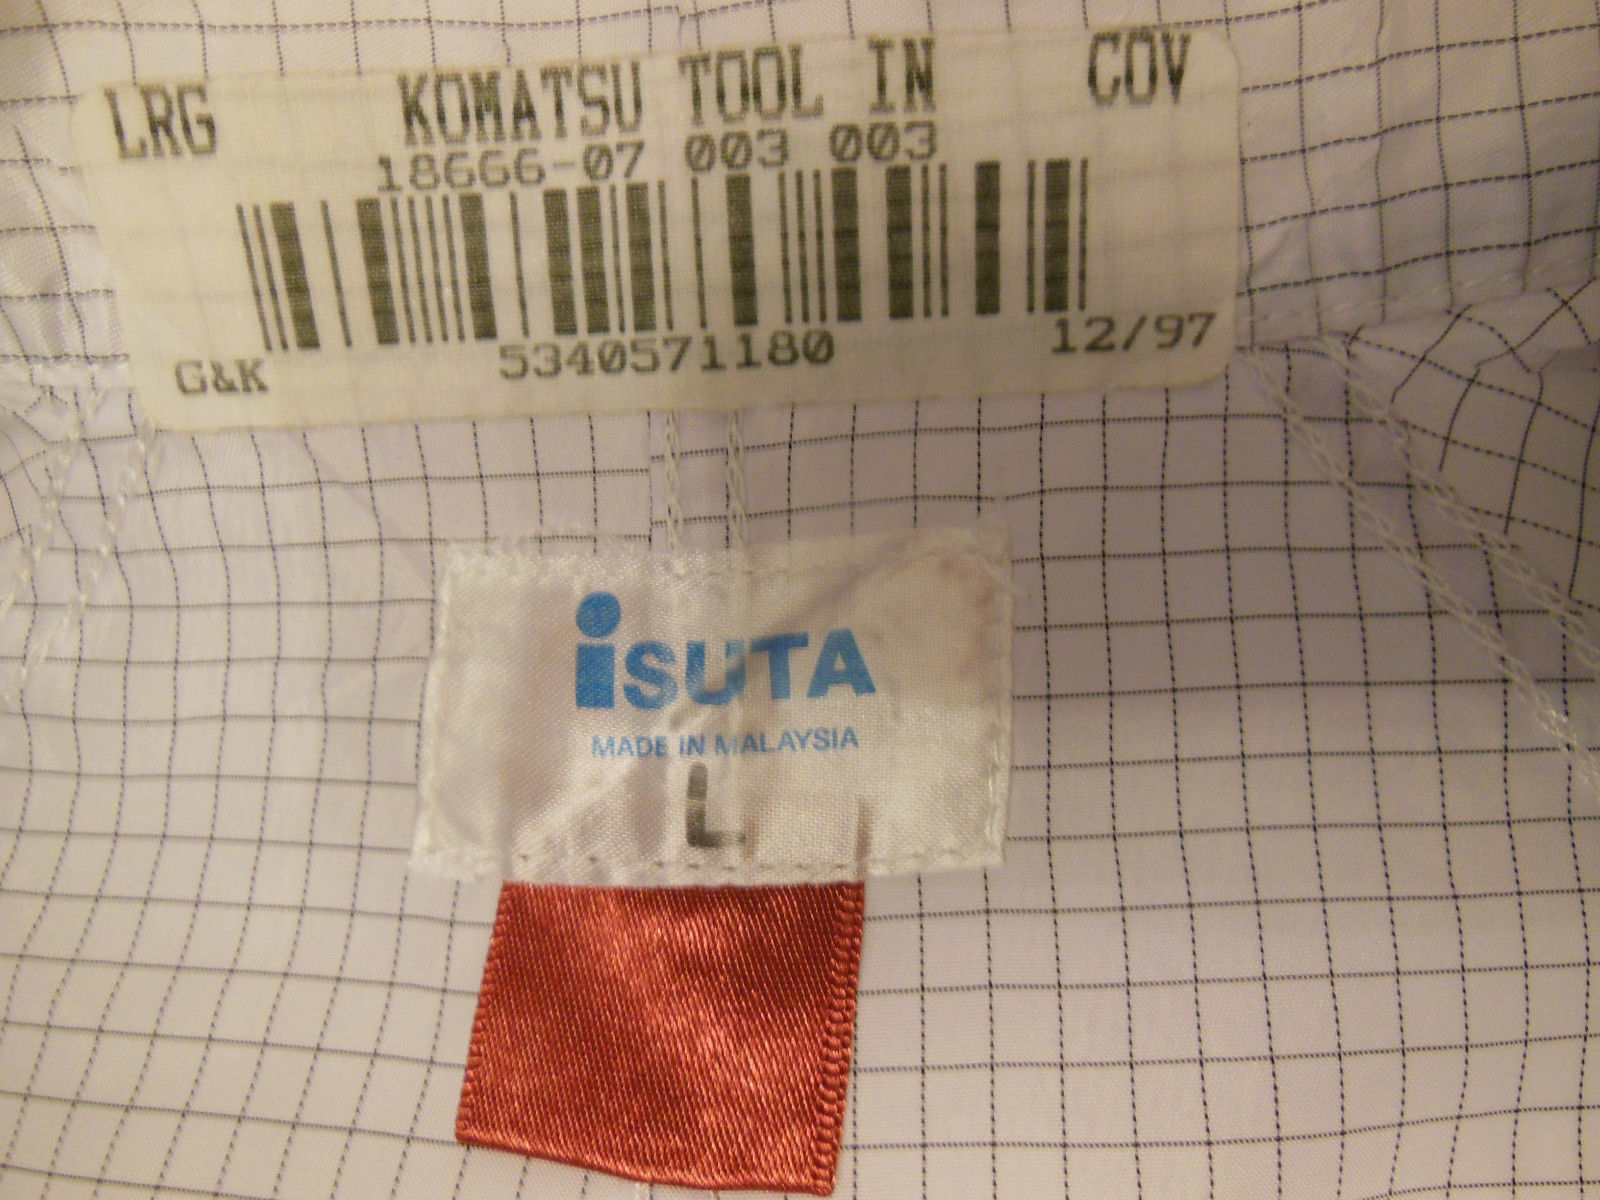 LRG KOMATSU TOOL IN COV
18666-07 003 003
G&K 5340571180 12/97
iSUTA
MADE IN MALAYSIA
L